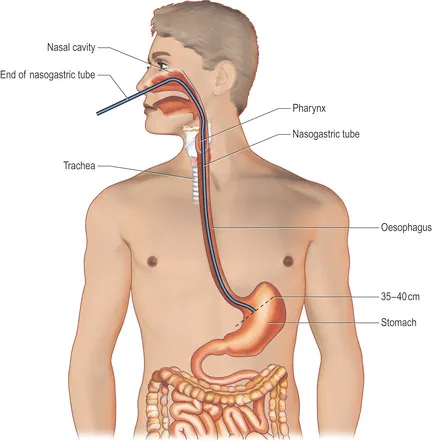 Nasal cavity
End of nasogastric tube
Pharynx
Nasogastric tube
Trachea
Oesophagus
35–40 cm
Stomach